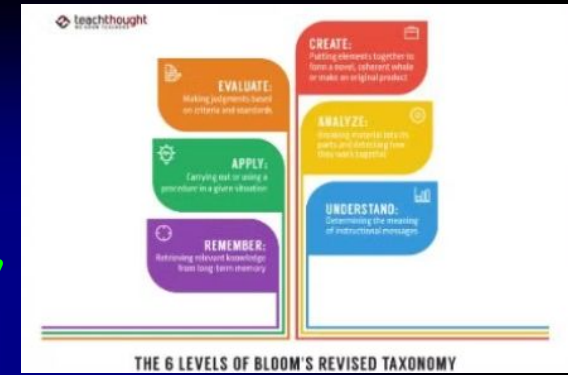 teachthought
CREATE:
Putting elements together to
form a novel, coherent whole
or make an original product
EVALUATE:
Making judgments based
on criteria and standards
ANALYZE:
Breaking material into its
parts and detecting how
they work together
APPLY:
Carrying out or using a
procedure in a given situation
UNDERSTAND:
Determining the meaning
of instructional messages
REMEMBER:
Retrieving relevant knowledge
from long-term memory
THE 6 LEVELS OF BLOOM'S REVISED TAXONOMY